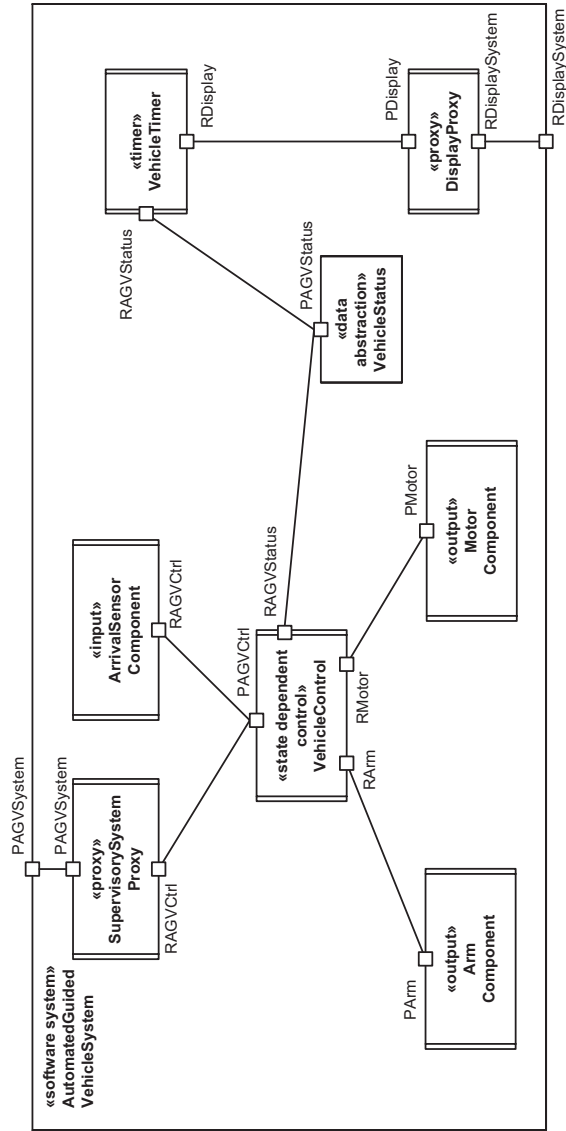 «software system»
AutomatedGuided
VehicleSystem
PAGVSystem
PAGVSystem
«proxy»
SupervisorySystem
Proxy
RAGVCtrl
«input»
ArrivalSensor
Component
RAGVCtrl
«timer»
VehicleTimer
RAGVStatus
RDisplay
PAGVCtrl
RAGVStatus
«state dependent
control»
VehicleControl
RArm
RMotor
PAGVStatus
«data
abstraction»
VehicleStatus
PArm
«output»
Arm
Component
PMotor
«output»
Motor
Component
PDisplay
«proxy»
DisplayProxy
RDisplaySystem
RDisplaySystem